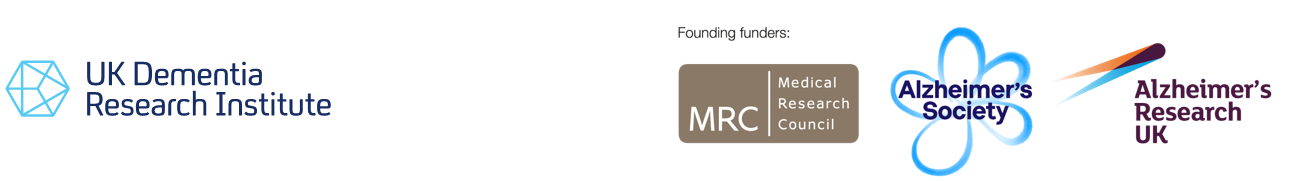 UK Dementia
Research Institute
Founding funders:
MRC
Medical
Research
Council
Alzheimer's
Society
Alzheimer's
Research
UK